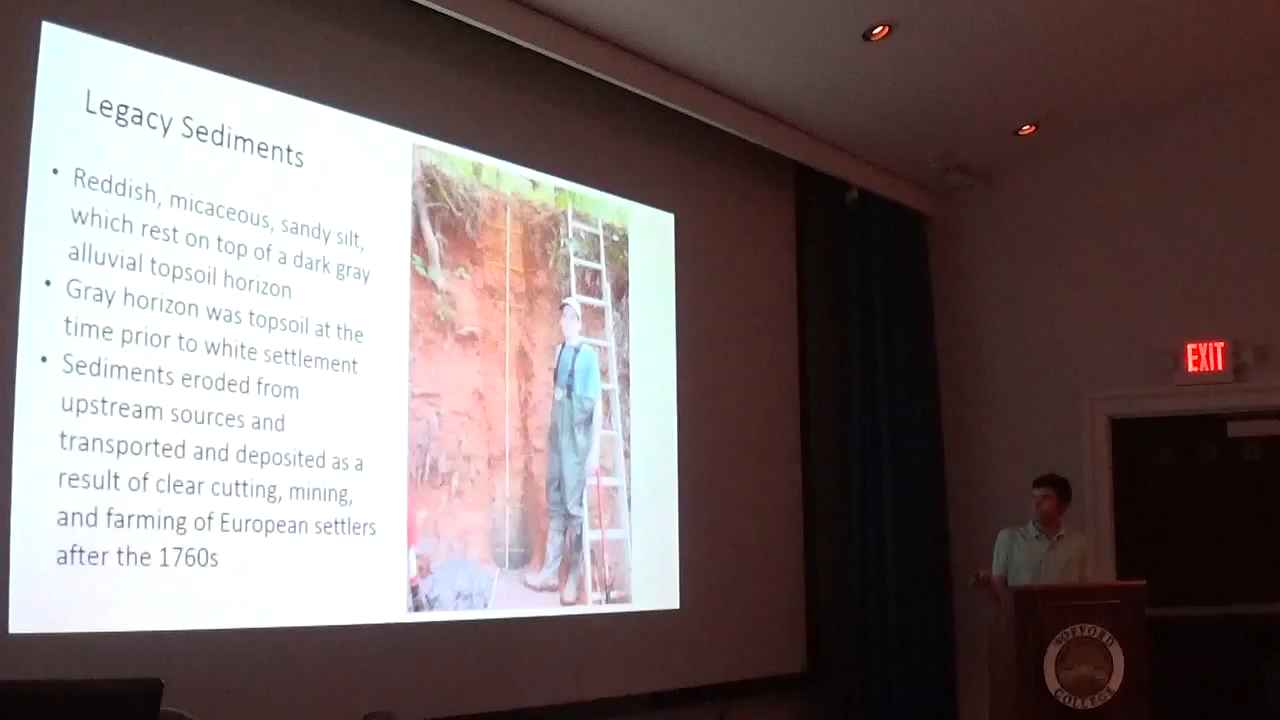 Legacy Sediments
• Reddish, micaceous, sandy silt,
which rest on top of a dark gray
alluvial topsoil horizon
• Gray horizon was topsoil at the
time prior to white settlement
• Sediments eroded from
upstream sources and
transported and deposited as a
result of clear cutting, mining,
and farming of European settlers
after the 1760s
EXIT
WOFFORD
COLLEGE